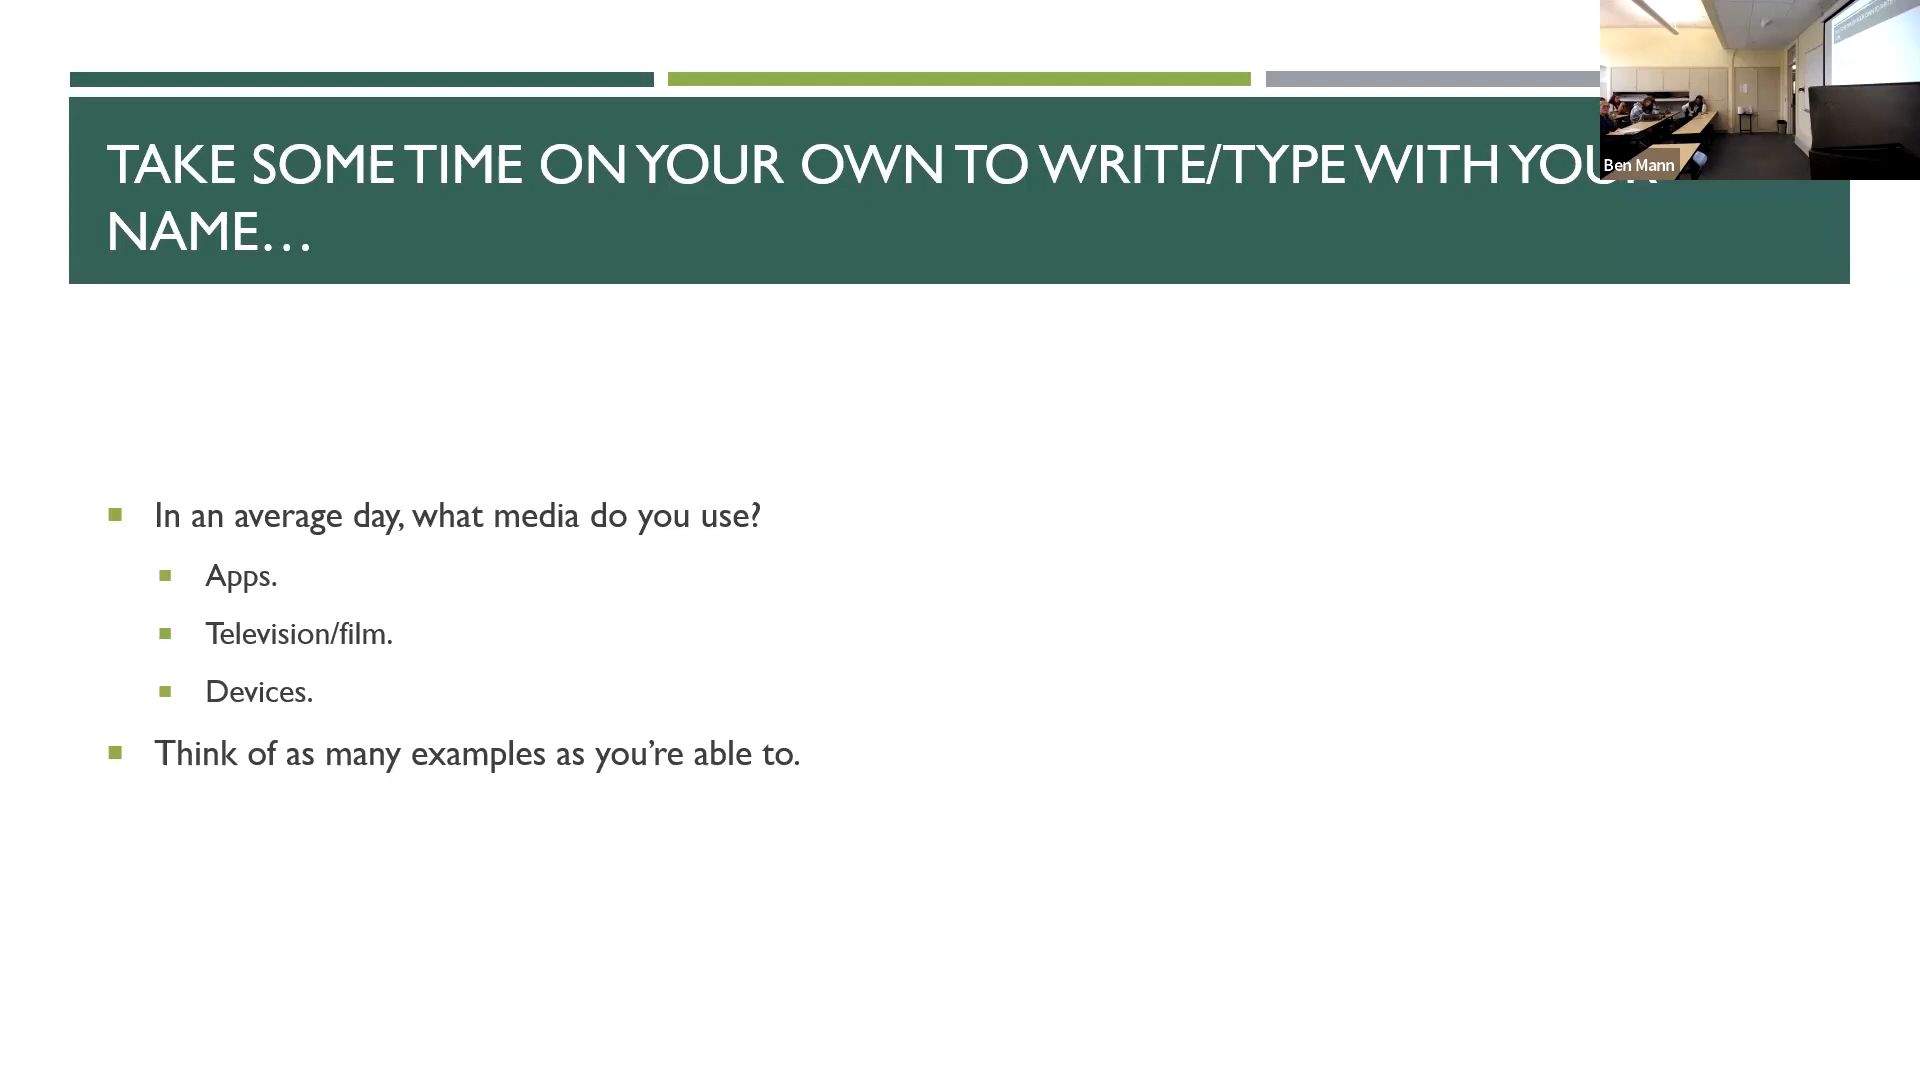 TAKE SOME TIME ON YOUR OWN TO WRITE/TYPE WITH YOUR
NAME…
Ben Mann
In an average day, what media do you use?
Apps.
Television/film.
Devices.
Think of as many examples as you're able to.